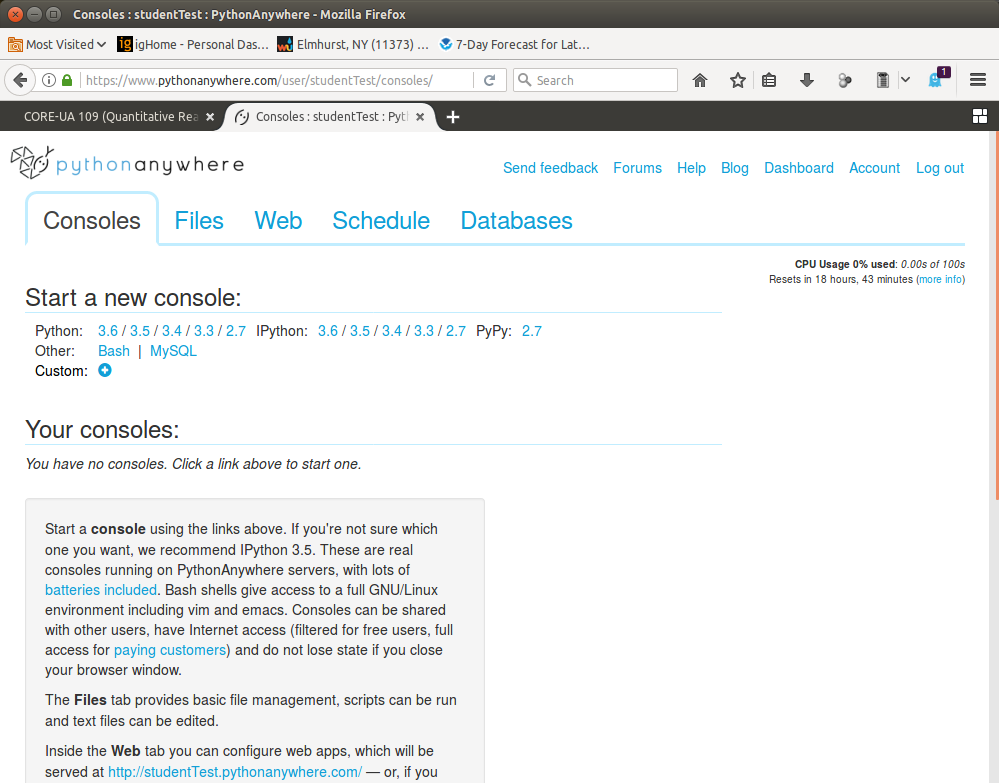 Consoles : studentTest : PythonAnywhere - Mozilla Firefox
Most Visited igHome - Personal Das... Elmhurst, NY (11373) ... 7-Day Forecast for Lat...
https://www.pythonanywhere.com/user/studentTest/consoles/ Search 1
CORE-UA 109 (Quantitative Rea Consoles : studentTest : Pyt
pythonanywhere
Send feedback Forums Help Blog Dashboard Account Log out
Consoles Files Web Schedule Databases
CPU Usage 0% used: 0.00s of 100s
Resets in 18 hours, 43 minutes (more info)
Start a new console:
Python: 3.6 / 3.5 / 3.4 / 3.3 / 2.7 IPython: 3.6 / 3.5 / 3.4 / 3.3 / 2.7 PyPy: 2.7
Other: Bash | MySQL
Custom:
Your consoles:
You have no consoles. Click a link above to start one.
Start a console using the links above. If you're not sure which
one you want, we recommend IPython 3.5. These are real
consoles running on PythonAnywhere servers, with lots of
batteries included. Bash shells give access to a full GNU/Linux
environment including vim and emacs. Consoles can be shared
with other users, have Internet access (filtered for free users, full
access for paying customers) and do not lose state if you close
your browser window.
The Files tab provides basic file management, scripts can be run
and text files can be edited.
Inside the Web tab you can configure web apps, which will be
served at http://studentTest.pythonanywhere.com/ — or, if you